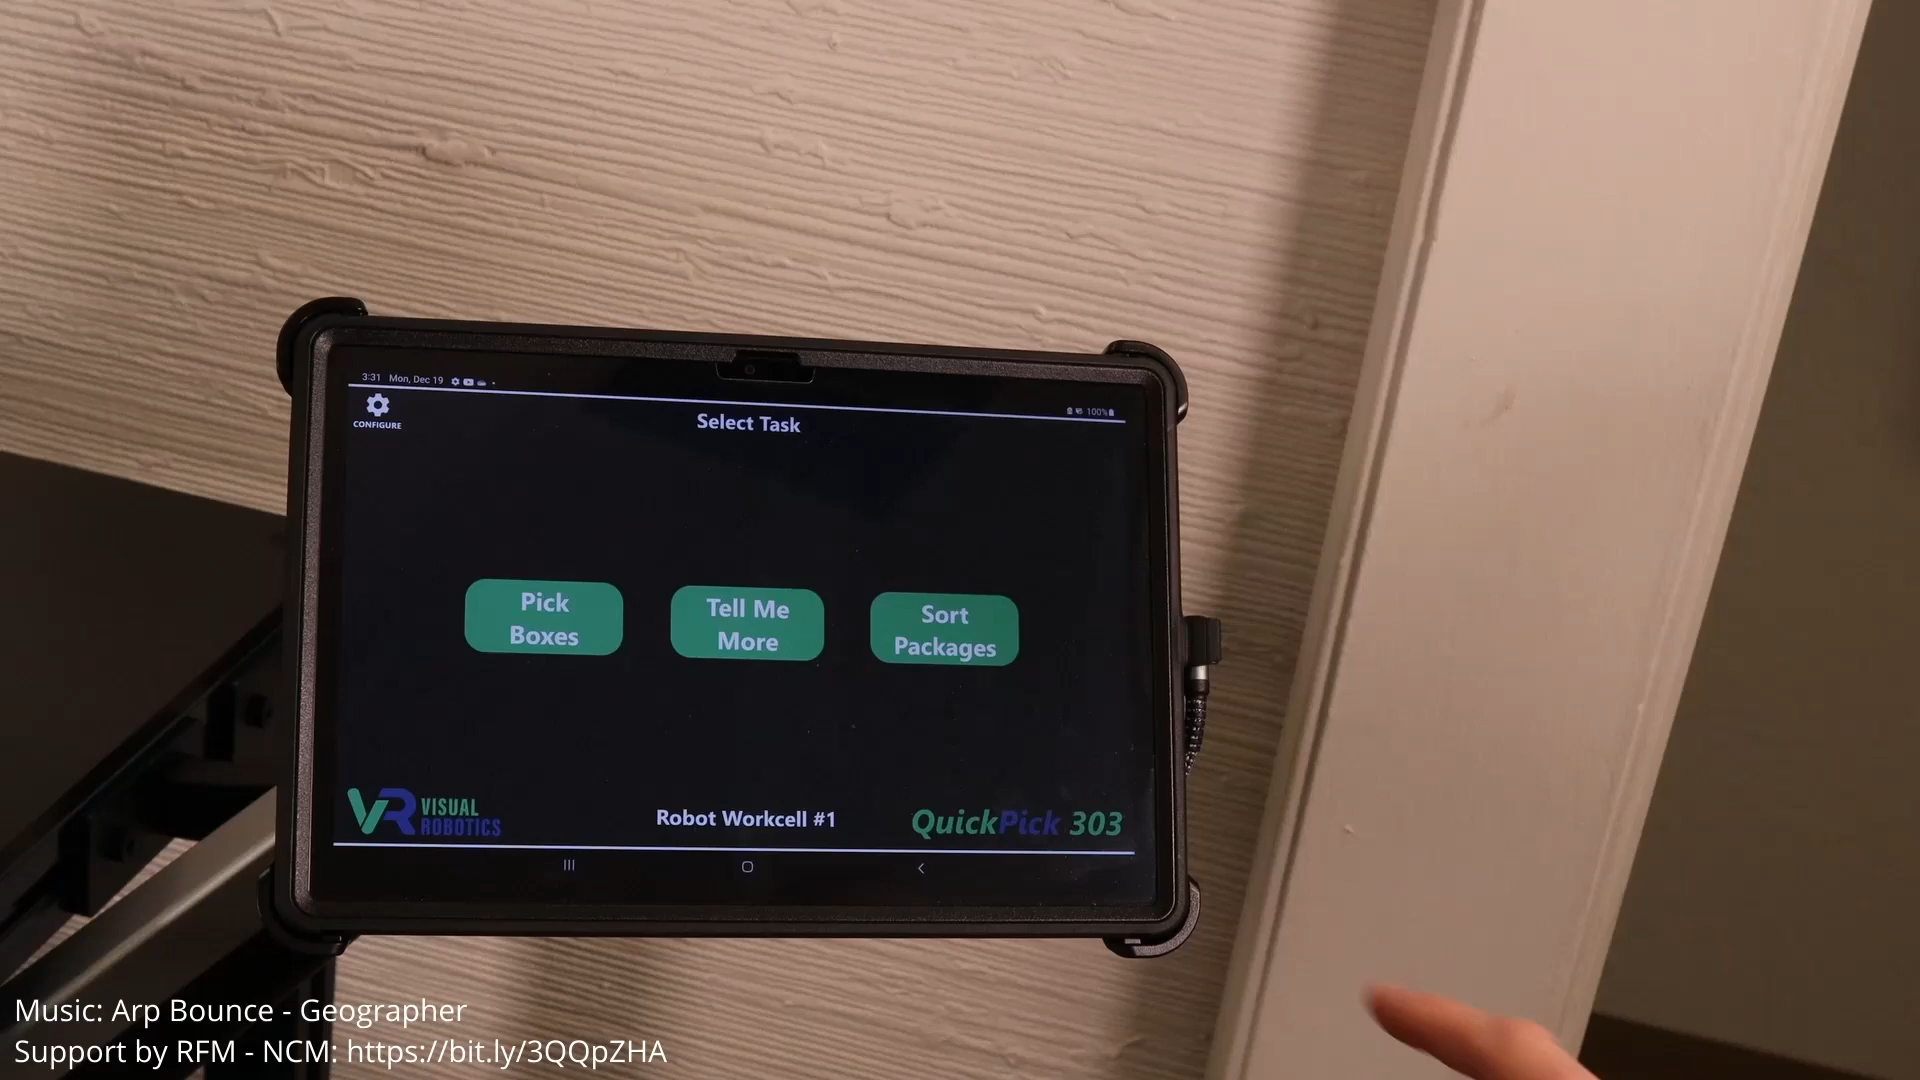 3:31 Mon, Dec 19
100%
CONFIGURE
Select Task
Pick
Boxes
Tell Me
More
Sort
Packages
VR VISUAL
ROBOTICS
Robot Workcell #1
QuickPick 303
Music: Arp Bounce - Geographer
Support by RFM - NCM: https://bit.ly/3QQpZHA